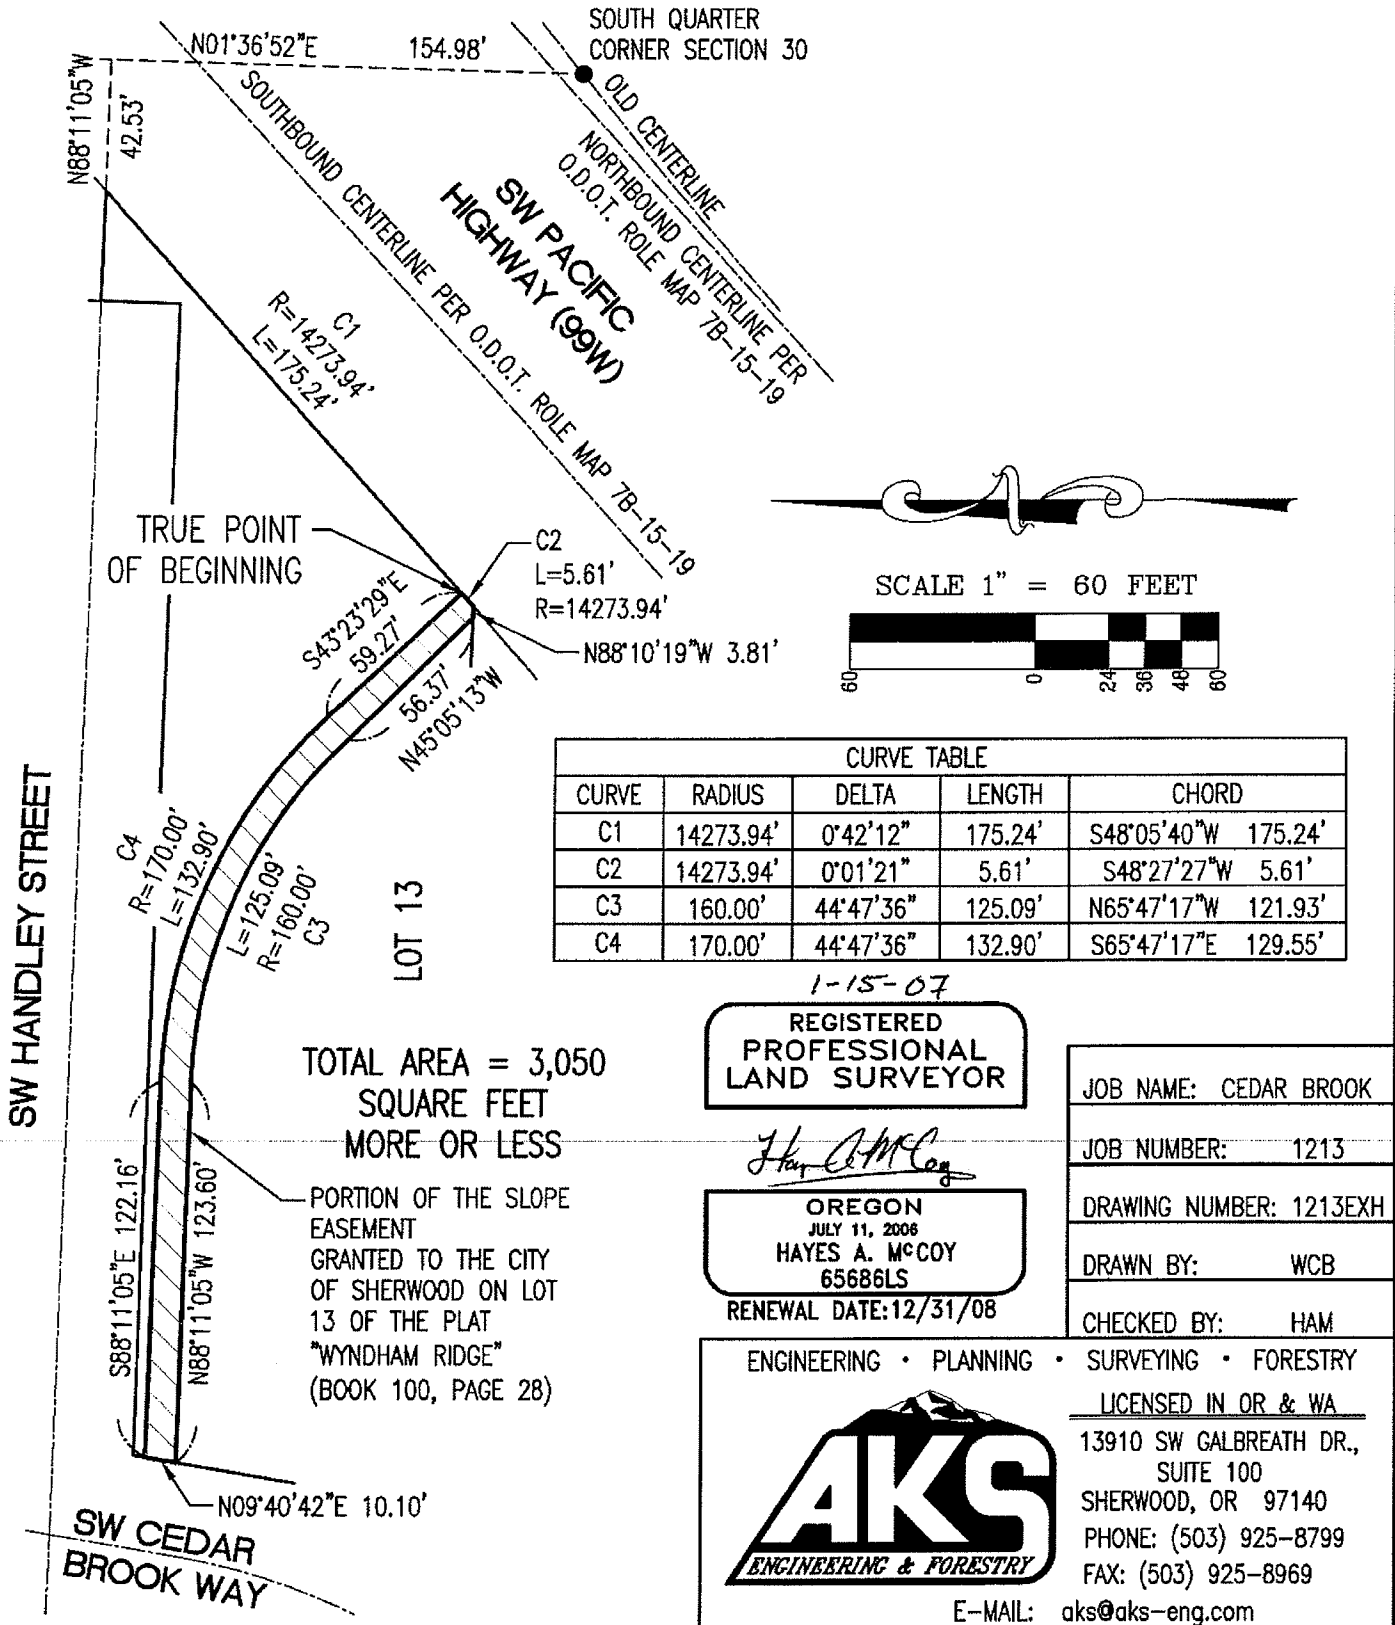 SOUTH QUARTER
CORNER SECTION 30
N01°36'52"E 154.98'
N88°11'05"W
42.53'
OLD CENTERLINE
NORTHBOUND CENTERLINE PER
O.D.O.T. ROLE MAP 7B-15-19
SW PACIFIC
HIGHWAY (99W)
SOUTHBOUND CENTERLINE PER O.D.O.T. ROLE MAP 7B-15-19
C1
R=14273.94'
L=175.24'
TRUE POINT
OF BEGINNING
C2
L=5.61'
R=14273.94'
N88°10'19"W 3.81'
S43°23'29"E
59.27'
56.37'
N45°05'13"W
SCALE 1" = 60 FEET
60 0 24 36 48 60
CURVE TABLE
CURVE RADIUS DELTA LENGTH CHORD
C1 14273.94' 0°42'12" 175.24' S48°05'40"W 175.24'
C2 14273.94' 0°01'21" 5.61' S48°27'27"W 5.61'
C3 160.00' 44°47'36" 125.09' N65°47'17"W 121.93'
C4 170.00' 44°47'36" 132.90' S65°47'17"E 129.55'
SW HANDLEY STREET
C4
R=170.00'
L=132.90'
L=125.09'
R=160.00'
C3
LOT 13
TOTAL AREA = 3,050
SQUARE FEET
MORE OR LESS
PORTION OF THE SLOPE
EASEMENT
GRANTED TO THE CITY
OF SHERWOOD ON LOT
13 OF THE PLAT
"WYNDHAM RIDGE"
(BOOK 100, PAGE 28)
S88°11'05"E 122.16'
N88°11'05"W 123.60'
N09°40'42"E 10.10'
SW CEDAR
BROOK WAY
1-15-07
REGISTERED
PROFESSIONAL
LAND SURVEYOR
OREGON
JULY 11, 2006
HAYES A. McCOY
65686LS
RENEWAL DATE:12/31/08
JOB NAME: CEDAR BROOK
JOB NUMBER: 1213
DRAWING NUMBER: 1213EXH
DRAWN BY: WCB
CHECKED BY: HAM
ENGINEERING • PLANNING • SURVEYING • FORESTRY
LICENSED IN OR & WA
13910 SW GALBREATH DR.,
SUITE 100
SHERWOOD, OR 97140
PHONE: (503) 925-8799
FAX: (503) 925-8969
E-MAIL: aks@aks-eng.com
AKS
ENGINEERING & FORESTRY